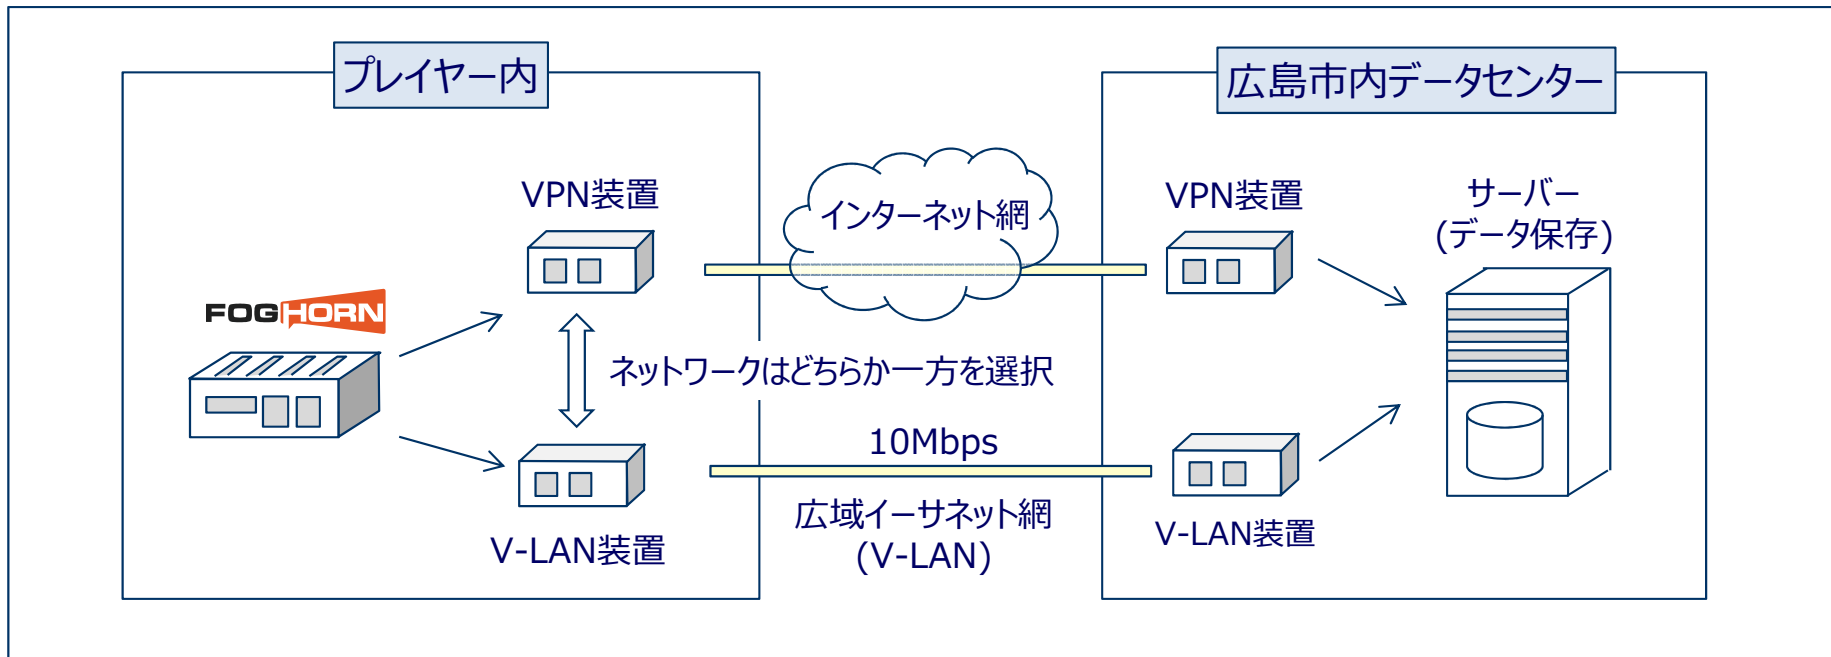 プレイヤー内
広島市内データセンター
VPN装置
インターネット網
VPN装置
サーバー
(データ保存)
FOGHORN
ネットワークはどちらか一方を選択
10Mbps
広域イーサネット網
(V-LAN)
V-LAN装置
V-LAN装置